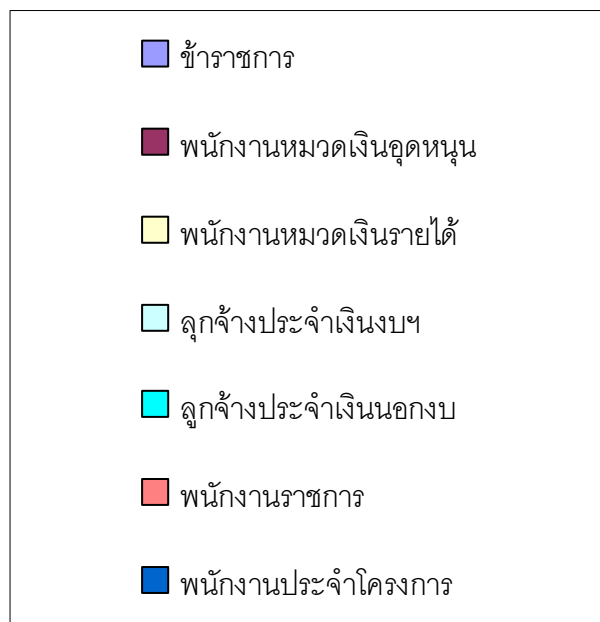 ข้าราชการ
พนักงานหมวดเงินอุดหนุน
พนักงานหมวดเงินรายได้
ลุกจ้างประจำเงินงบฯ
ลูกจ้างประจำเงินนอกงบ
พนักงานราชการ
พนักงานประจำโครงการ